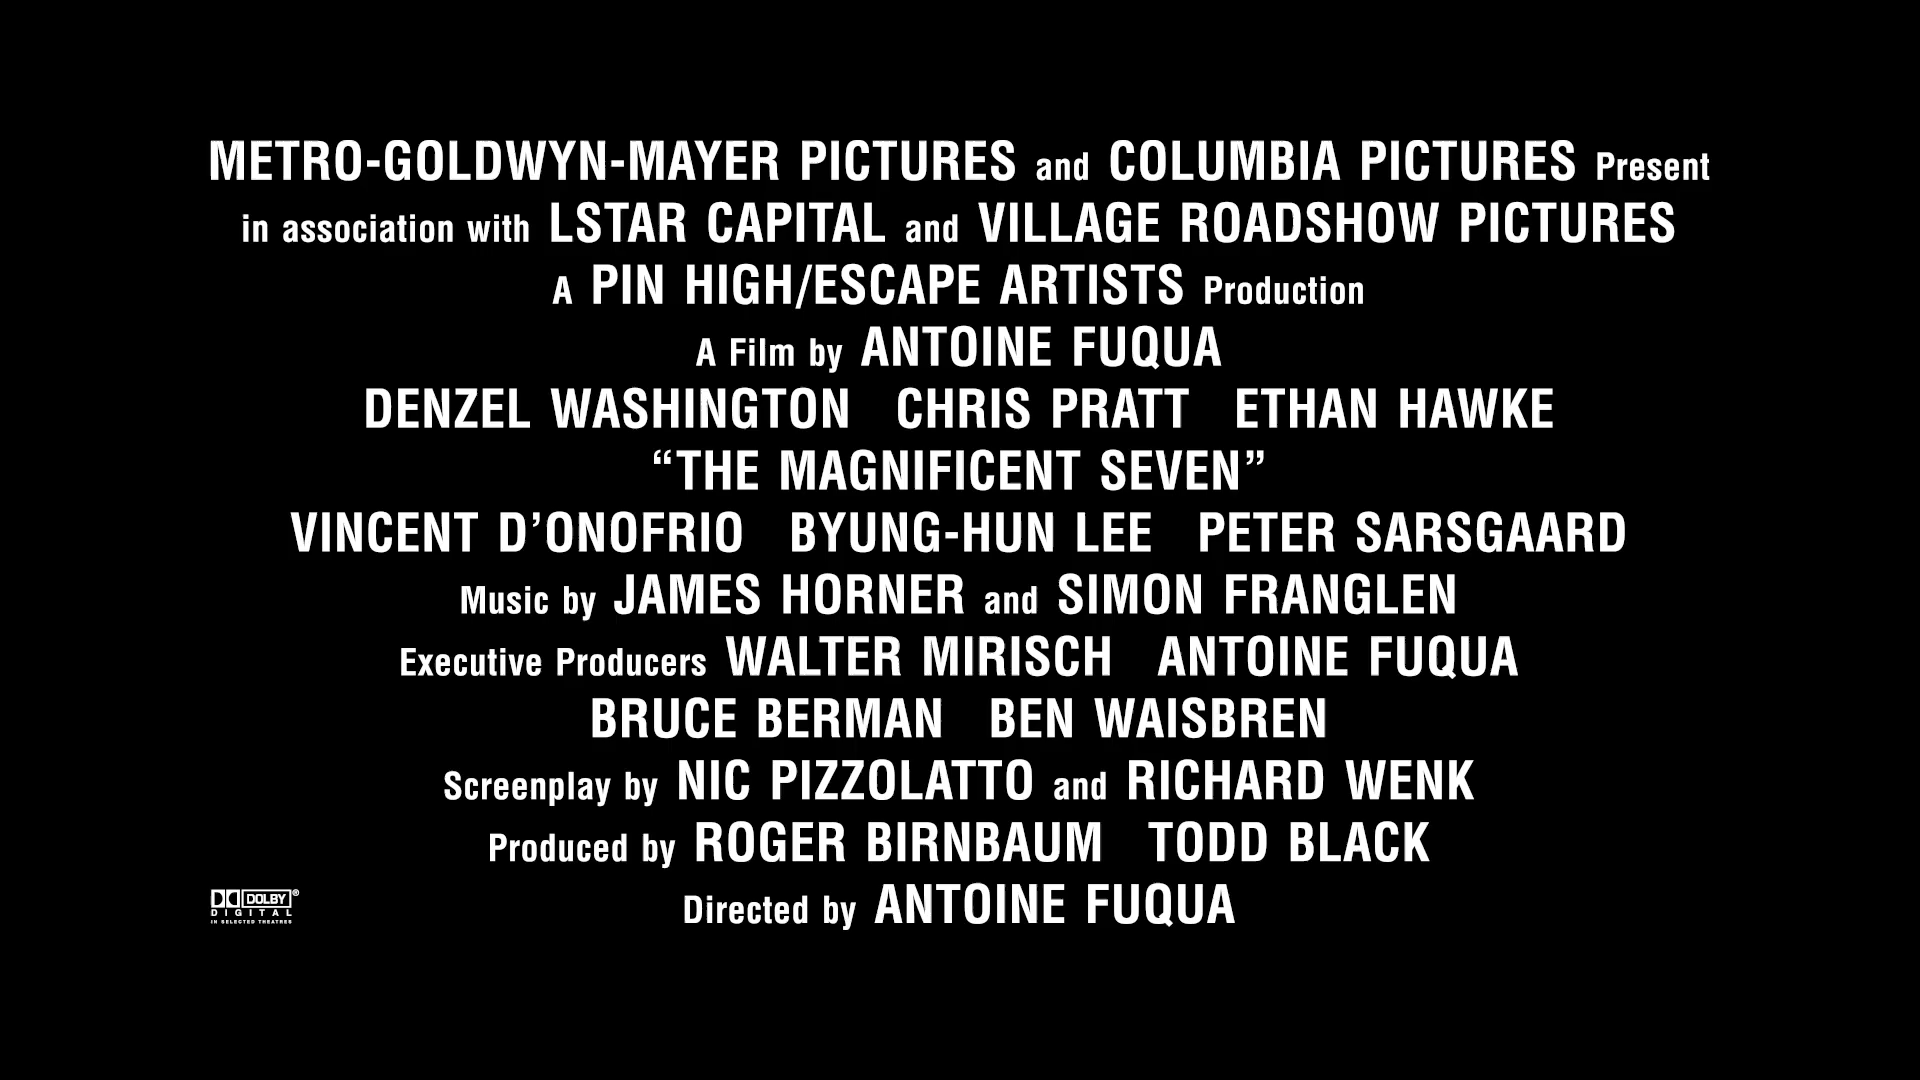 METRO-GOLDWYN-MAYER PICTURES and COLUMBIA PICTURES Present
in association with LSTAR CAPITAL and VILLAGE ROADSHOW PICTURES
A PIN HIGH/ESCAPE ARTISTS Production
A Film by ANTOINE FUQUA
DENZEL WASHINGTON CHRIS PRATT ETHAN HAWKE
“THE MAGNIFICENT SEVEN”
VINCENT D’ONOFRIO BYUNG-HUN LEE PETER SARSGAARD
Music by JAMES HORNER and SIMON FRANGLEN
Executive Producers WALTER MIRISCH ANTOINE FUQUA
BRUCE BERMAN BEN WAISBREN
Screenplay by NIC PIZZOLATTO and RICHARD WENK
Produced by ROGER BIRNBAUM TODD BLACK
Directed by ANTOINE FUQUA
DOLBY®
DIGITAL
IN SELECTED THEATRES